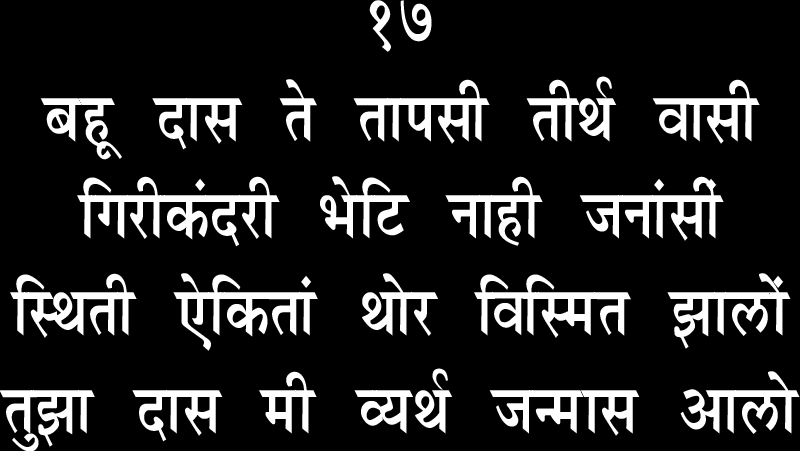 १७
बहू दास ते तापसी तीर्थ वासी
गिरीकंदरी भेटि नाही जनांसीं
स्थिती ऐकितां थोर विस्मित झालों
तुझा दास मी व्यर्थ जन्मास आलो